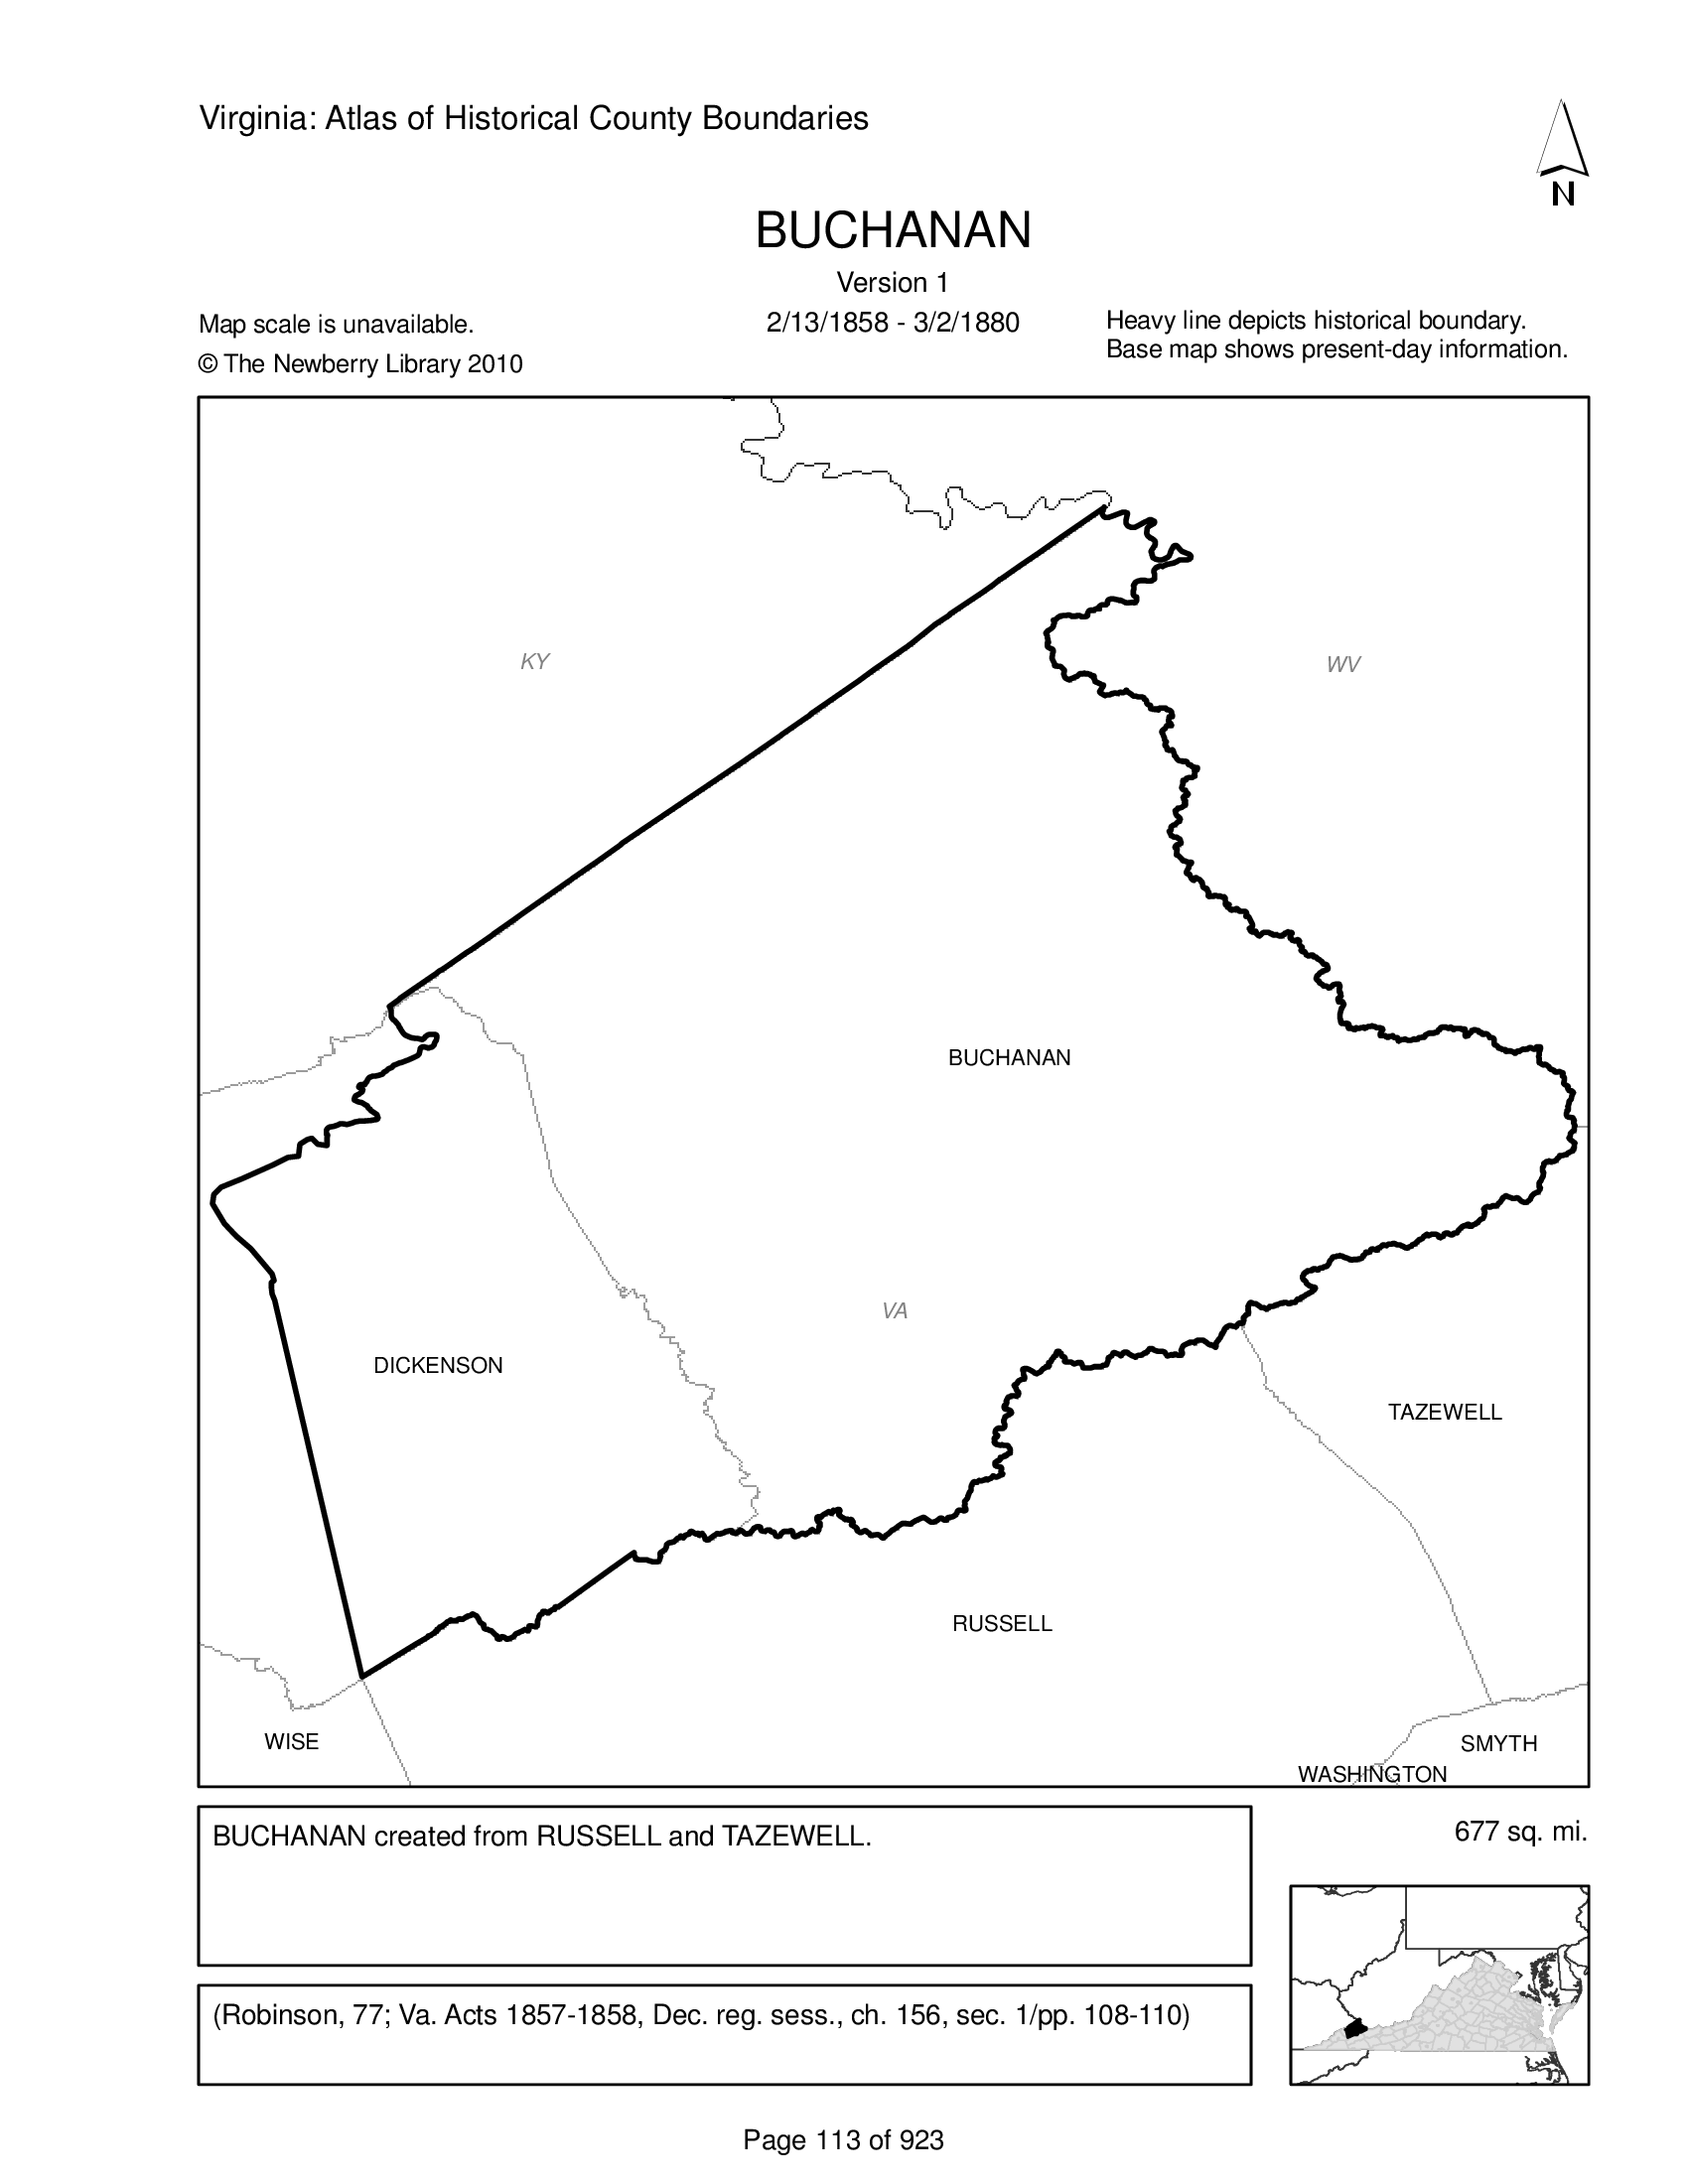 Virginia: Atlas of Historical County Boundaries
N
BUCHANAN
Version 1
2/13/1858 - 3/2/1880
Map scale is unavailable.
© The Newberry Library 2010
Heavy line depicts historical boundary.
Base map shows present-day information.
KY
WV
BUCHANAN
VA
DICKENSON
TAZEWELL
RUSSELL
WISE
SMYTH
WASHINGTON
BUCHANAN created from RUSSELL and TAZEWELL.
677 sq. mi.
(Robinson, 77; Va. Acts 1857-1858, Dec. reg. sess., ch. 156, sec. 1/pp. 108-110)
Page 113 of 923